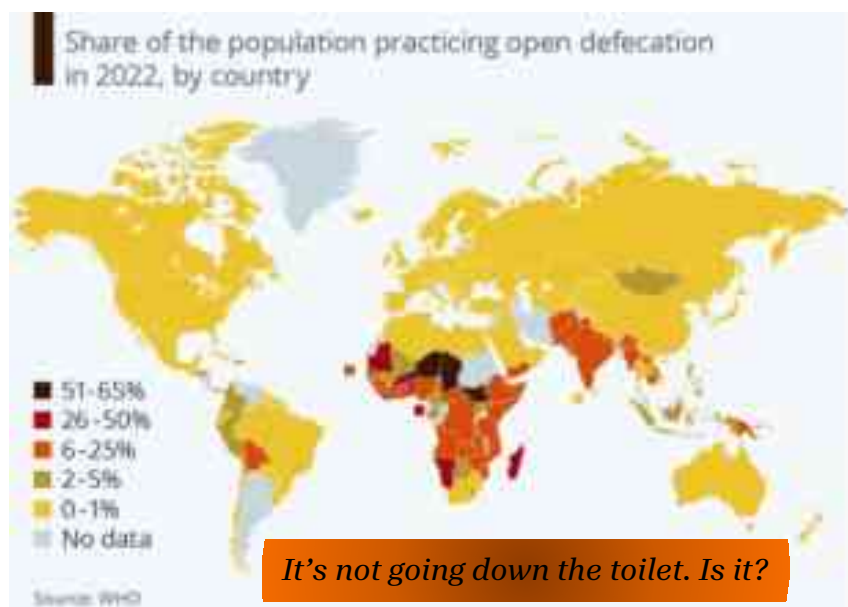 Share of the population practicing open defecation
in 2022, by country
51-65%
26-50%
6-25%
2-5%
0-1%
No data
It’s not going down the toilet. Is it?
Source: WHO